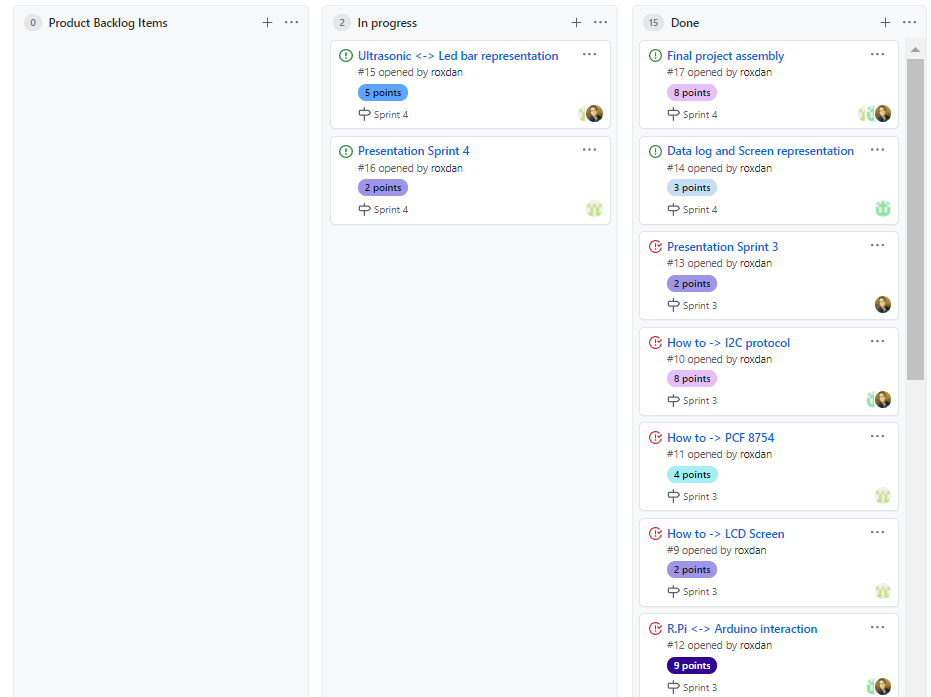 0 Product Backlog Items
2 In progress
Ultrasonic <-> Led bar representation
#15 opened by roxdan
5 points
Sprint 4
Presentation Sprint 4
#16 opened by roxdan
2 points
Sprint 4
15 Done
Final project assembly
#17 opened by roxdan
8 points
Sprint 4
Data log and Screen representation
#14 opened by roxdan
3 points
Sprint 4
Presentation Sprint 3
#13 opened by roxdan
2 points
Sprint 3
How to -> I2C protocol
#10 opened by roxdan
8 points
Sprint 3
How to -> PCF 8754
#11 opened by roxdan
4 points
Sprint 3
How to -> LCD Screen
#9 opened by roxdan
2 points
Sprint 3
R.Pi <-> Arduino interaction
#12 opened by roxdan
9 points
Sprint 3